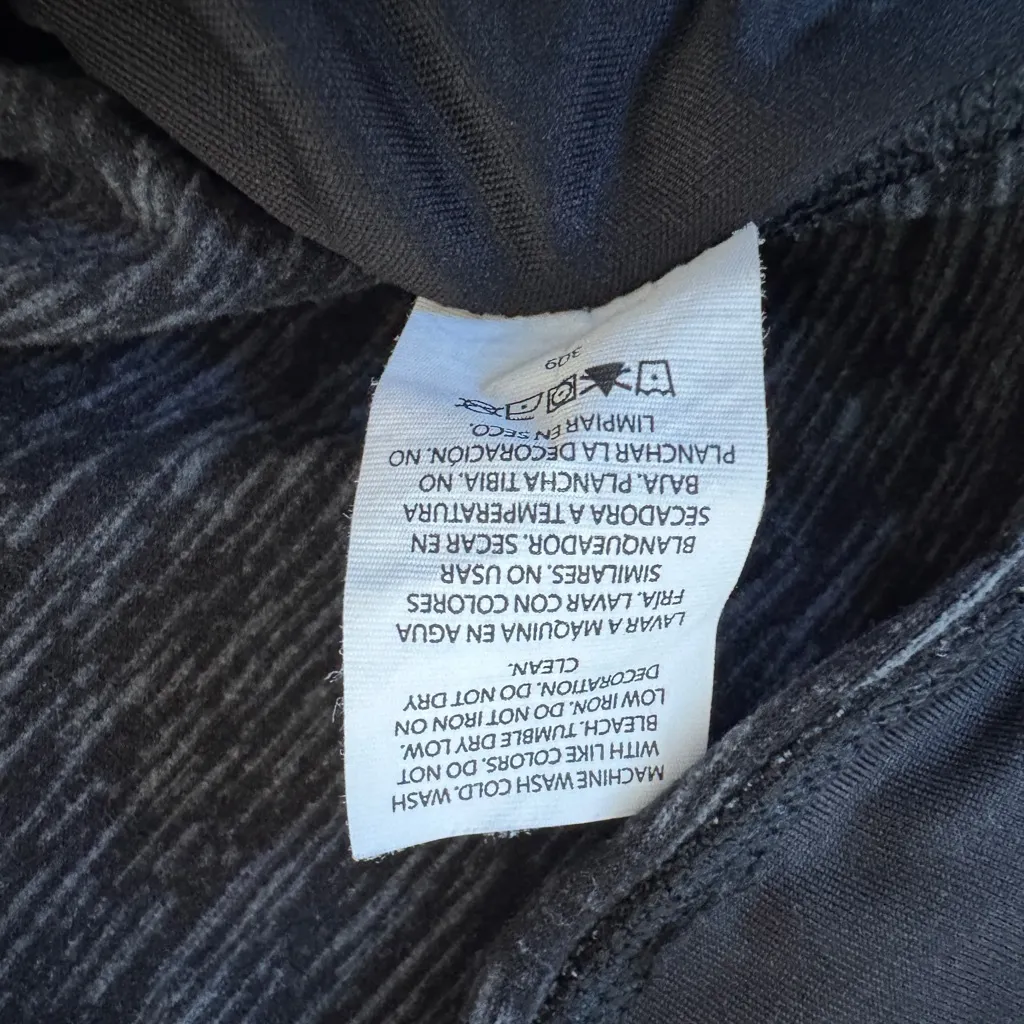 MACHINE WASH COLD. WASH
WITH LIKE COLORS. DO NOT
BLEACH. TUMBLE DRY LOW.
LOW IRON. DO NOT IRON ON
DECORATION. DO NOT DRY
CLEAN.
LAVAR A MAQUINA EN AGUA
FRÍA. LAVAR CON COLORES
SIMILARES. NO USAR
BLANQUEADOR. SECAR EN
SECADORA A TEMPERATURA
BAJA. PLANCHA TIBIA. NO
PLANCHAR LA DECORACIÓN. NO
LIMPIAR EN SECO.
309